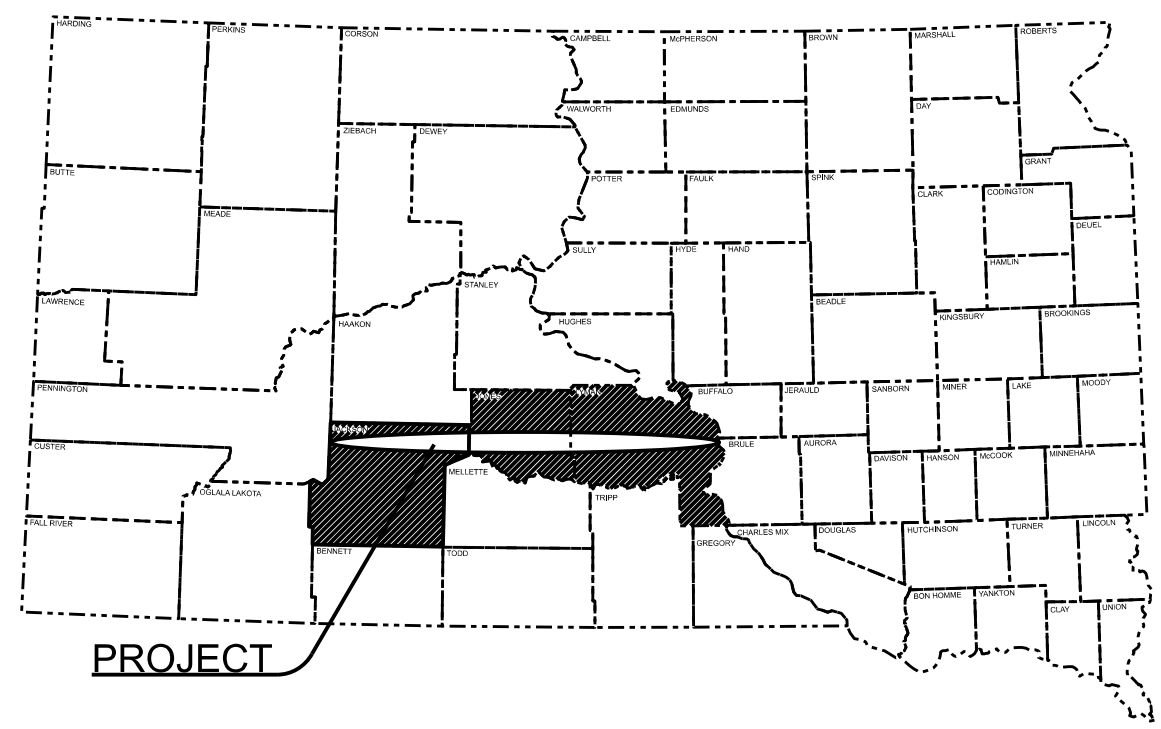 HARDING
PERKINS
CORSON
CAMPBELL
McPHERSON
BROWN
MARSHALL
ROBERTS
WALWORTH
EDMUNDS
DAY
ZIEBACH
DEWEY
GRANT
BUTTE
POTTER
FAULK
SPINK
CLARK
CODINGTON
MEADE
DEUEL
SULLY
HYDE
HAND
HAMLIN
STANLEY
LAWRENCE
BEADLE
HAAKON
HUGHES
KINGSBURY
BROOKINGS
PENNINGTON
BUFFALO
JERAULD
SANBORN
MINER
LAKE
MOODY
JACKSON
CUSTER
BRULE
AURORA
DAVISON
HANSON
McCOOK
MINNEHAHA
MELLETTE
OGLALA LAKOTA
TRIPP
FALL RIVER
CHARLES MIX
DOUGLAS
HUTCHINSON
TURNER
LINCOLN
GREGORY
BENNETT
TODD
BON HOMME
YANKTON
CLAY
UNION
PROJECT